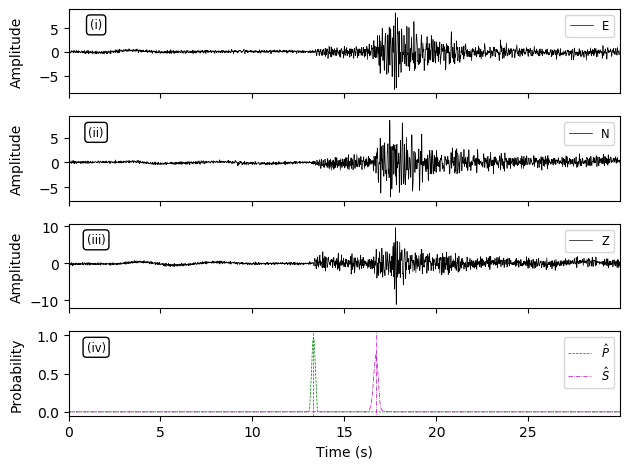 (i)
E
Amplitude
5
0
−5
(ii)
N
Amplitude
5
0
−5
(iii)
Z
Amplitude
10
0
−10
(iv)
P̂
Ŝ
Probability
1.0
0.5
0.0
0 5 10 15 20 25
Time (s)